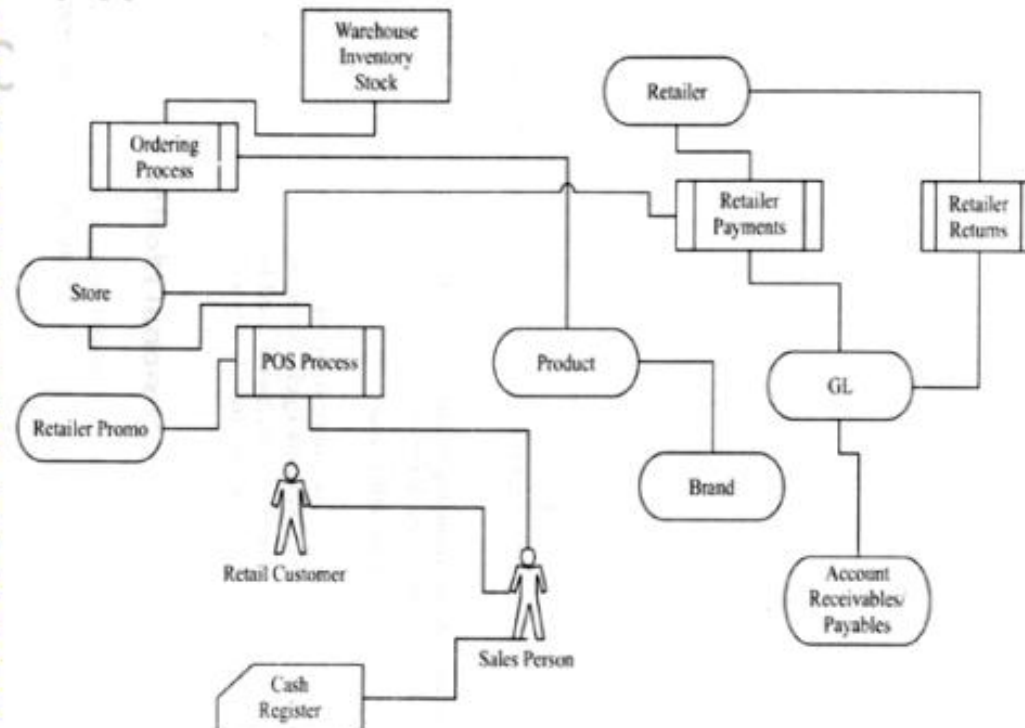 Warehouse
Inventory
Stock
Retailer
Ordering
Process
Retailer
Payments
Retailer
Returns
Store
POS Process
Product
GL
Retailer Promo
Brand
Retail Customer
Account
Receivables/
Payables
Sales Person
Cash
Register